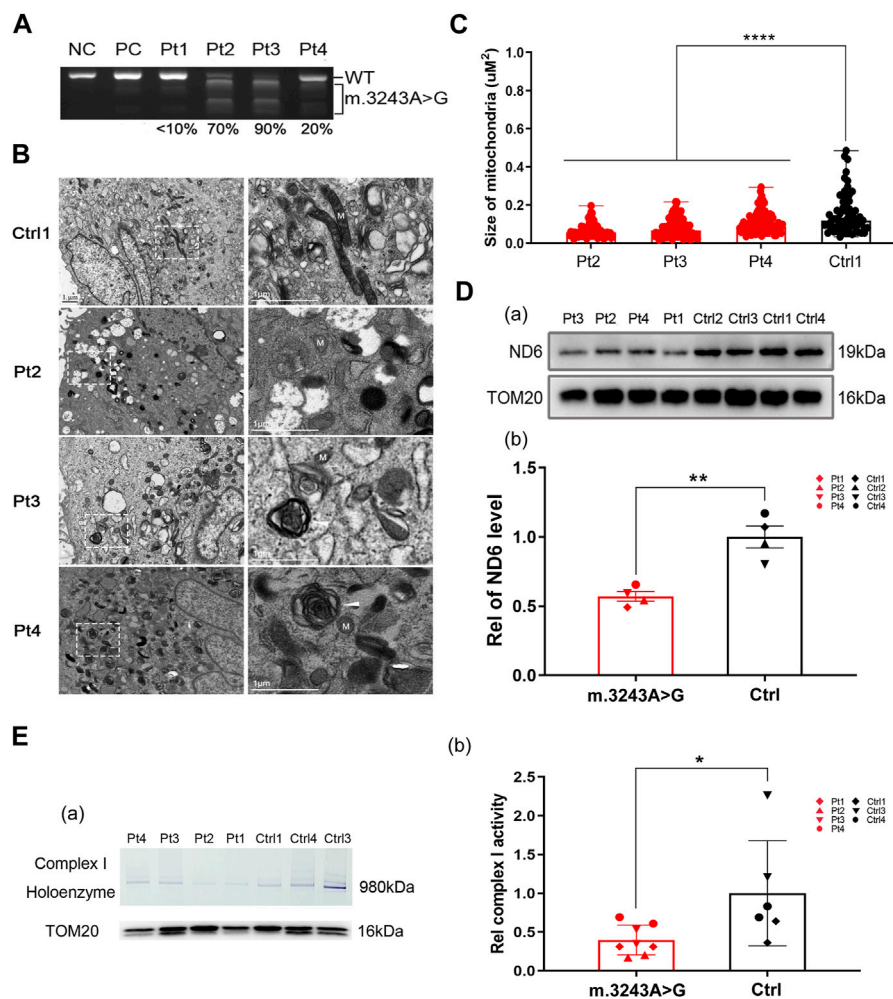 A
NC PC Pt1 Pt2 Pt3 Pt4
WT
m.3243A>G
<10% 70% 90% 20%
B
Ctrl1
M
1μm
1μm
Pt2
M
1μm
Pt3
M
1μm
Pt4
M
1μm
C
****
Size of mitochondria (uM²)
1.0
0.8
0.6
0.4
0.2
0.0
Pt2 Pt3 Pt4 Ctrl1
D
(a)
Pt3 Pt2 Pt4 Pt1 Ctrl2 Ctrl3 Ctrl1 Ctrl4
ND6 19kDa
TOM20 16kDa
(b)
**
Rel of ND6 level
1.5
1.0
0.5
0.0
m.3243A>G Ctrl
Pt1 Ctrl1
Pt2 Ctrl2
Pt3 Ctrl3
Pt4 Ctrl4
E
(a)
Pt4 Pt3 Pt2 Pt1 Ctrl1 Ctrl4 Ctrl3
Complex I
Holoenzyme 980kDa
TOM20 16kDa
(b)
*
Rel complex I activity
2.5
2.0
1.5
1.0
0.5
0.0
m.3243A>G Ctrl
Pt1 Ctrl1
Pt2 Ctrl3
Pt3 Ctrl4
Pt4